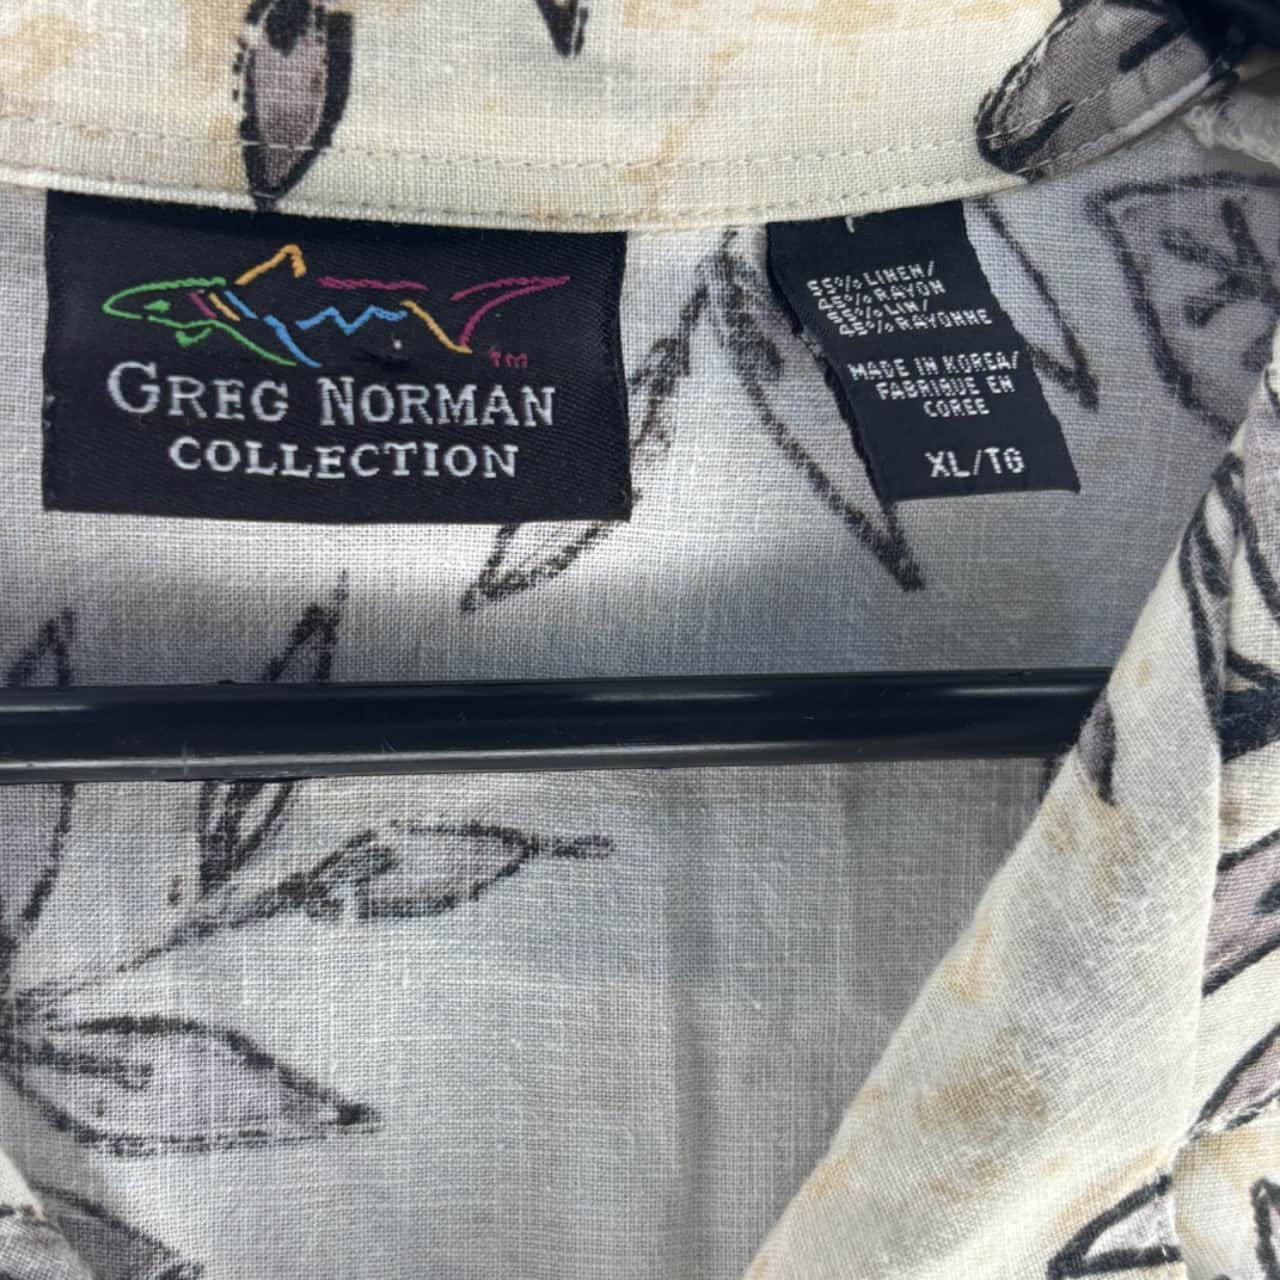 TM
GREG NORMAN
COLLECTION
55% LINEN/
45% RAYON
55% LIN/
45% RAYONNE
MADE IN KOREA/
FABRIQUE EN
COREE
XL/TG